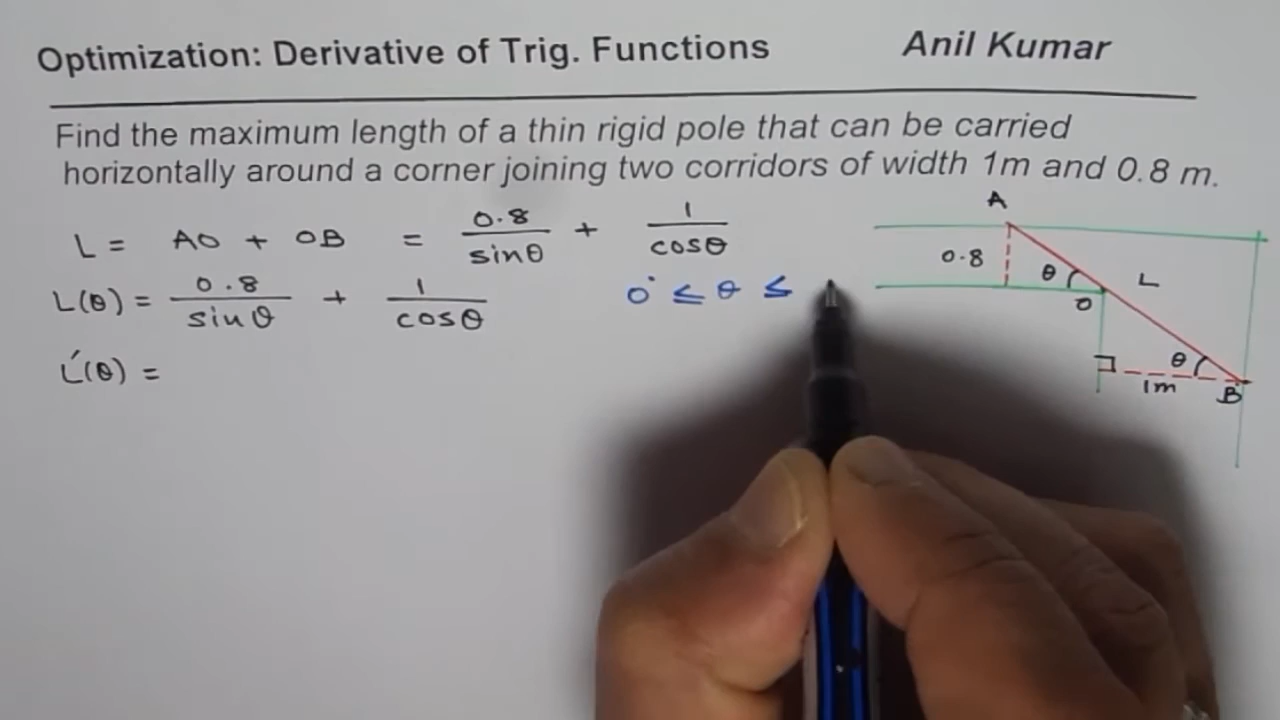 Optimization: Derivative of Trig. Functions Anil Kumar
Find the maximum length of a thin rigid pole that can be carried
horizontally around a corner joining two corridors of width 1m and 0.8 m.
L = AO + OB = 0.8/sinθ + 1/cosθ
L(θ) = 0.8/sinθ + 1/cosθ 0° ≤ θ ≤
L'(θ) =
A
0.8 θ L
O
θ
1m B